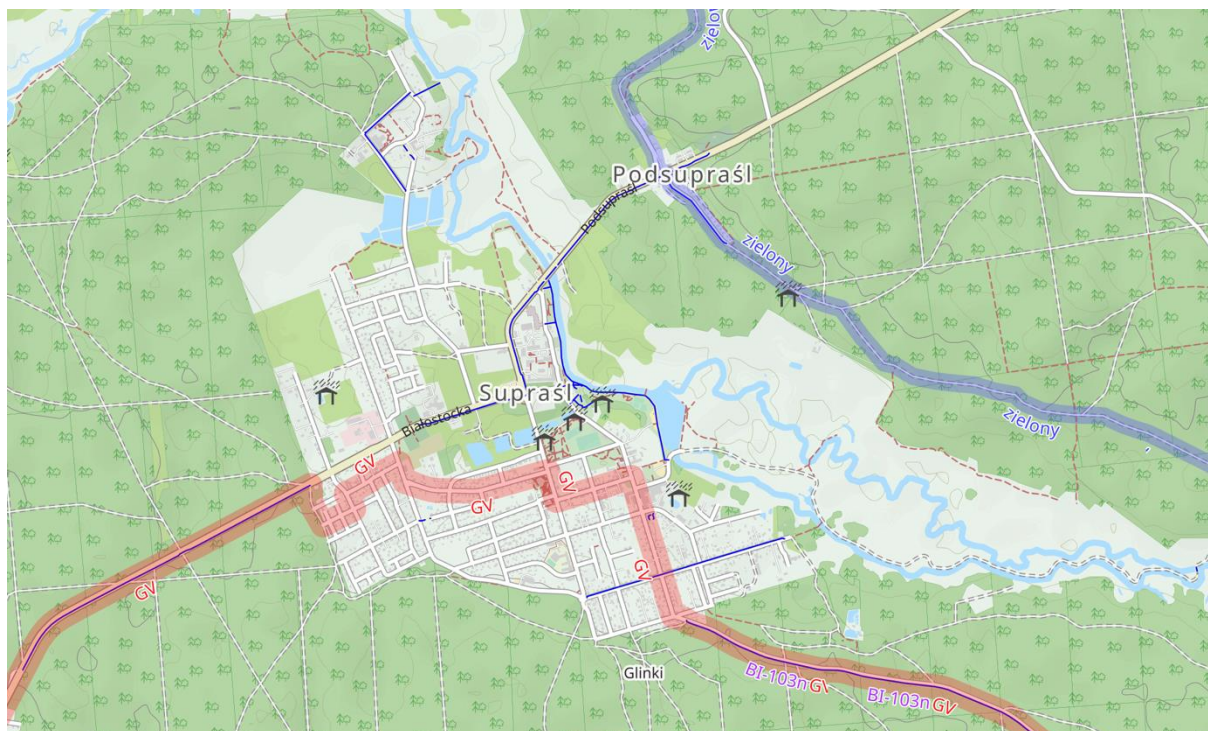 zielony
Podsupraśl
Podsupraśl
zielony
Supraśl
Białostocka
zielony
GV
GV
GV
GV
GV
Glinki
BI-103n GV
BI-103n GV